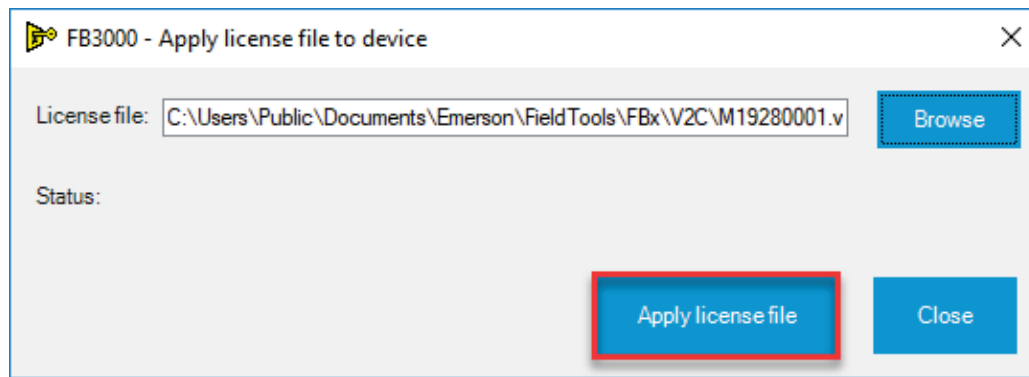 FB3000 - Apply license file to device
License file: C:\Users\Public\Documents\Emerson\FieldTools\FBx\V2C\M19280001.v Browse
Status:
Apply license file Close